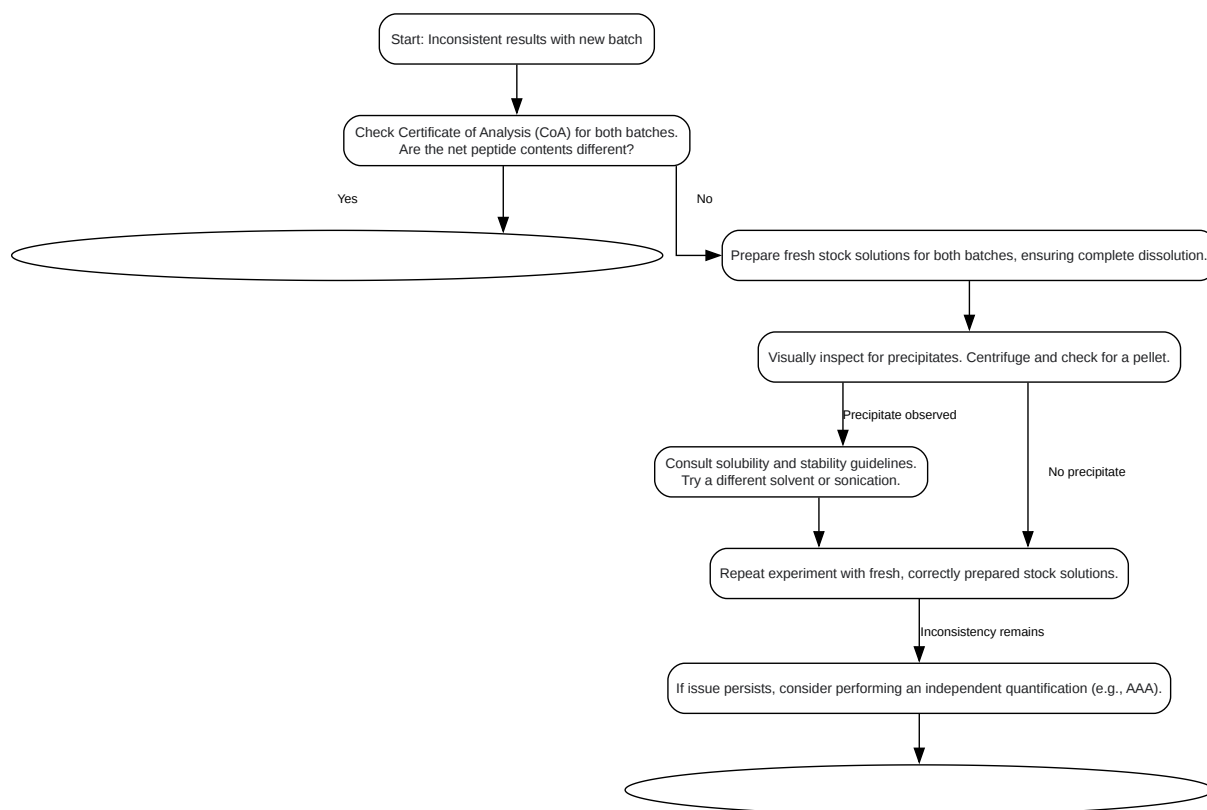 Start: Inconsistent results with new batch
Check Certificate of Analysis (CoA) for both batches.
Are the net peptide contents different?
Yes
No
Prepare fresh stock solutions for both batches, ensuring complete dissolution.
Visually inspect for precipitates. Centrifuge and check for a pellet.
Precipitate observed
Consult solubility and stability guidelines.
Try a different solvent or sonication.
No precipitate
Repeat experiment with fresh, correctly prepared stock solutions.
Inconsistency remains
If issue persists, consider performing an independent quantification (e.g., AAA).